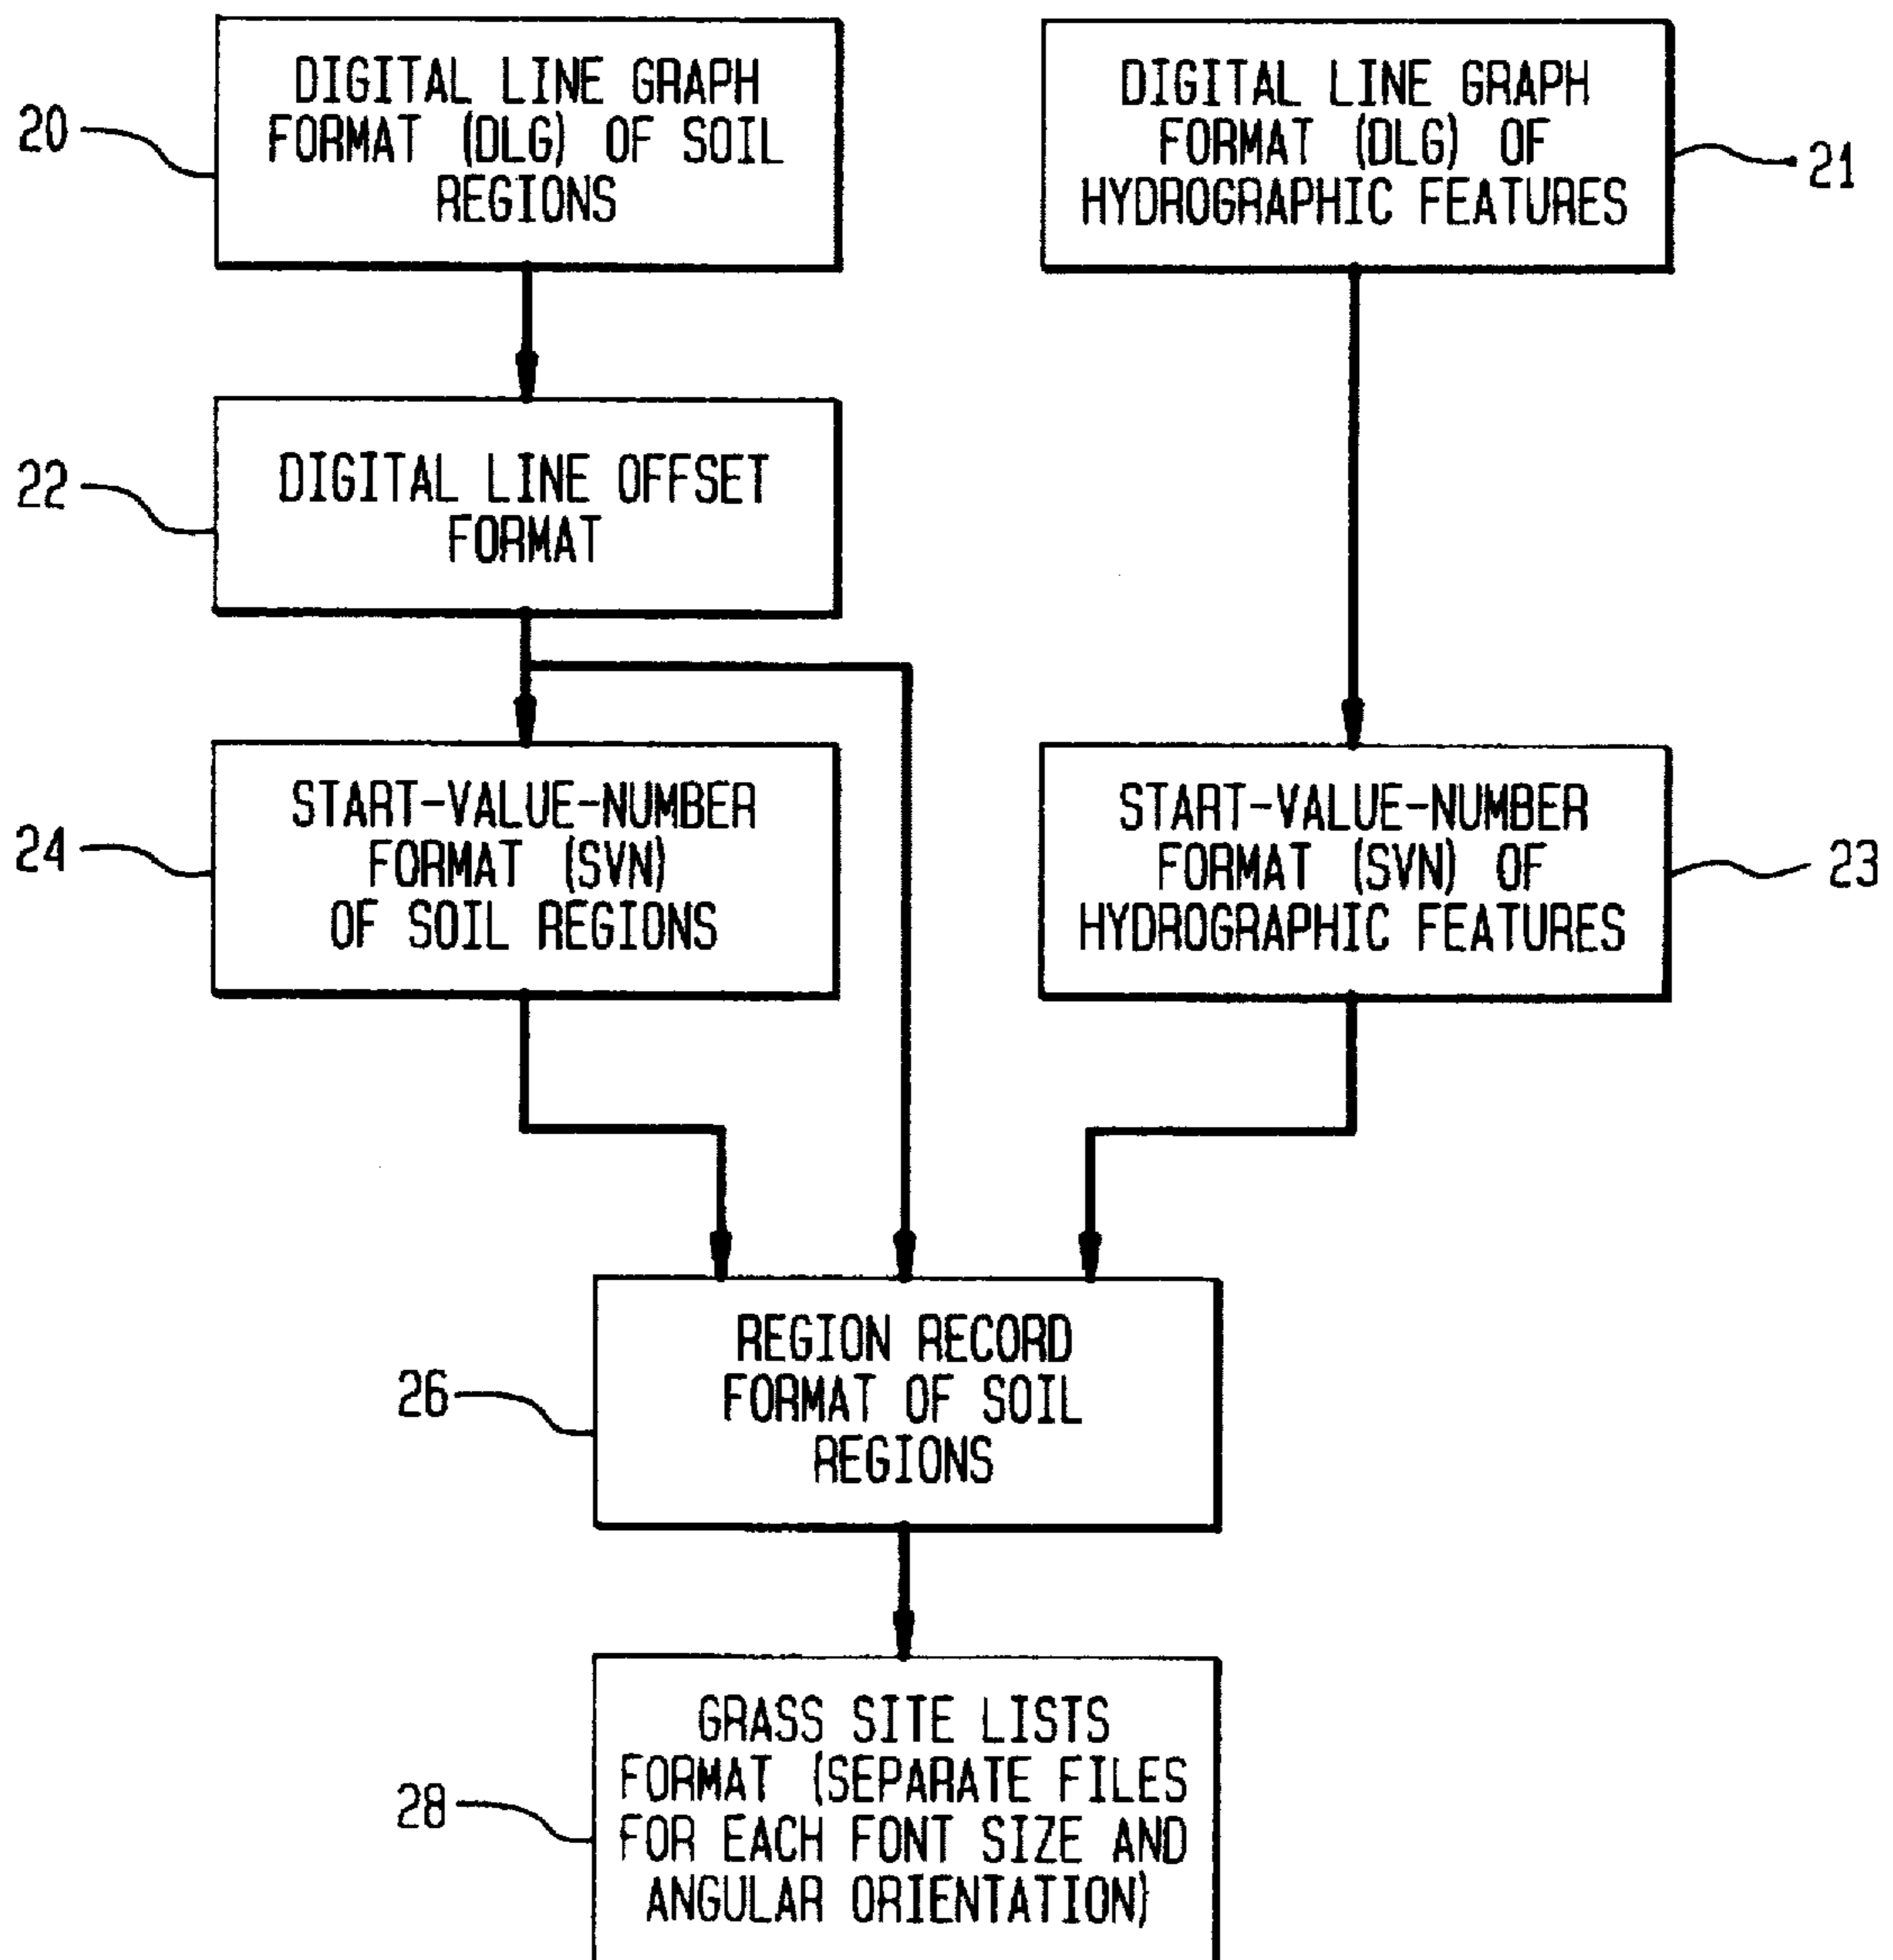 20
DIGITAL LINE GRAPH
FORMAT (DLG) OF SOIL
REGIONS
DIGITAL LINE GRAPH
FORMAT (DLG) OF
HYDROGRAPHIC FEATURES
21
22
DIGITAL LINE OFFSET
FORMAT
24
START-VALUE-NUMBER
FORMAT (SVN)
OF SOIL REGIONS
START-VALUE-NUMBER
FORMAT (SVN) OF
HYDROGRAPHIC FEATURES
23
26
REGION RECORD
FORMAT OF SOIL
REGIONS
28
GRASS SITE LISTS
FORMAT (SEPARATE FILES
FOR EACH FONT SIZE AND
ANGULAR ORIENTATION)